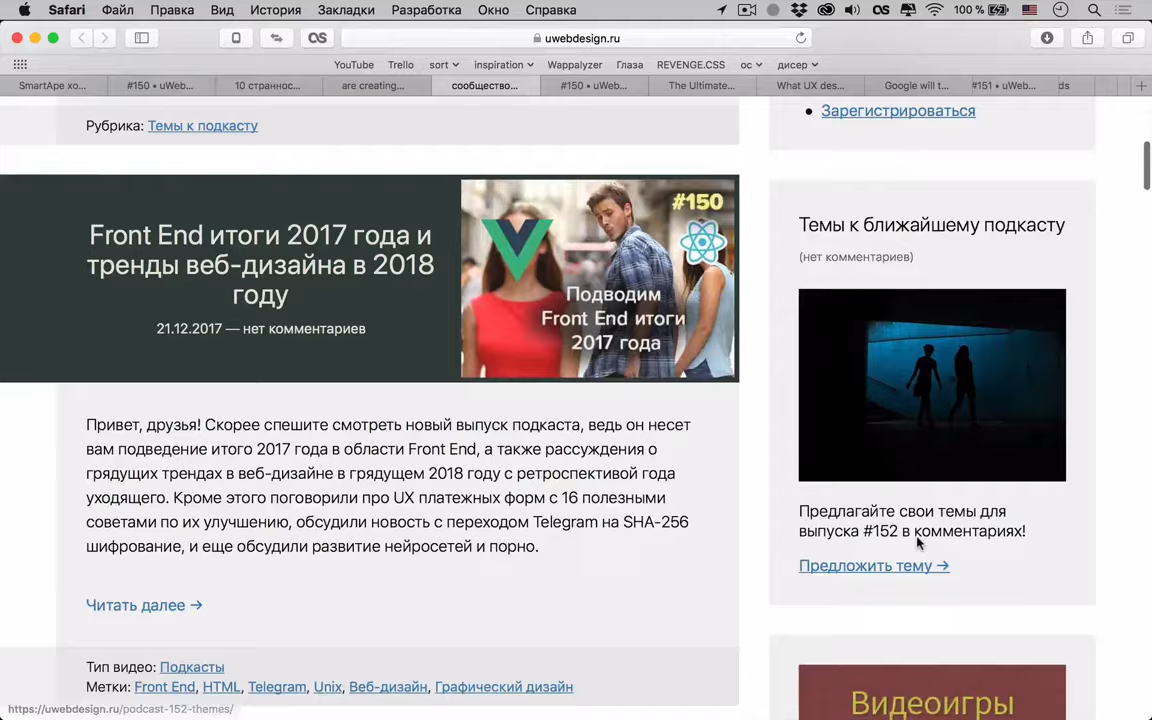 Safari Файл Правка Вид История Закладки Разработка Окно Справка 100 %
uwebdesign.ru
YouTube Trello sort inspiration Wappalyzer Глаза REVENGE.CSS ос дисер
SmartApe хо... #150 • uWeb... 10 страннос... are creating... сообщество... #150 • uWeb... The Ultimate... What UX des... Google will t... #151 • uWeb... ds
Рубрика: Темы к подкасту
Front End итоги 2017 года и
тренды веб-дизайна в 2018
году
21.12.2017 — нет комментариев
#150
Подводим
Front End итоги
2017 года
Привет, друзья! Скорее спешите смотреть новый выпуск подкаста, ведь он несет
вам подведение итого 2017 года в области Front End, а также рассуждения о
грядущих трендах в веб-дизайне в грядущем 2018 году с ретроспективой года
уходящего. Кроме этого поговорили про UX платежных форм с 16 полезными
советами по их улучшению, обсудили новость с переходом Telegram на SHA-256
шифрование, и еще обсудили развитие нейросетей и порно.
Читать далее →
Тип видео: Подкасты
Метки: Front End, HTML, Telegram, Unix, Веб-дизайн, Графический дизайн
https://uwebdesign.ru/podcast-152-themes/
Зарегистрироваться
Темы к ближайшему подкасту
(нет комментариев)
Предлагайте свои темы для
выпуска #152 в комментариях!
Предложить тему →
Видеоигры